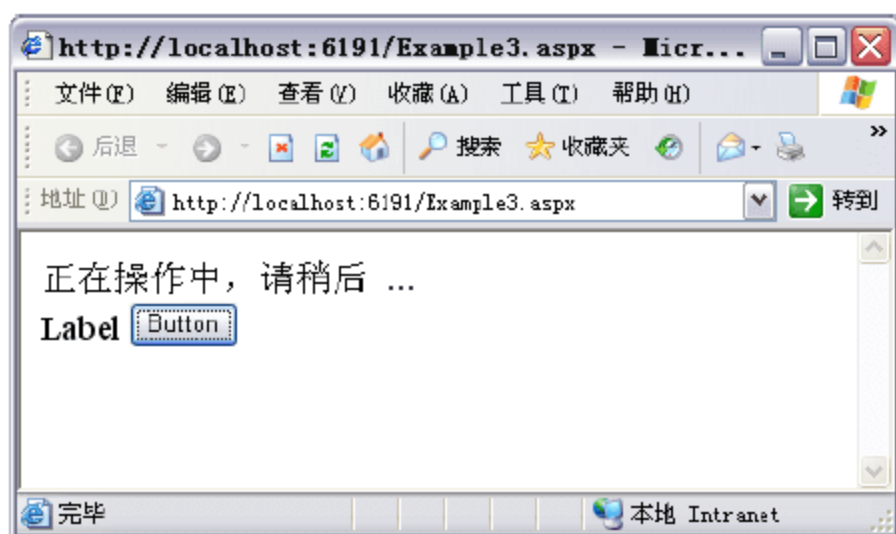 http://localhost:6191/Example3.aspx - Micr...
文件(F) 编辑(E) 查看(V) 收藏(A) 工具(T) 帮助(H)
后退 搜索 收藏夹 »
地址(D) http://localhost:6191/Example3.aspx 转到
正在操作中，请稍后 ...
Label Button
完毕 本地 Intranet